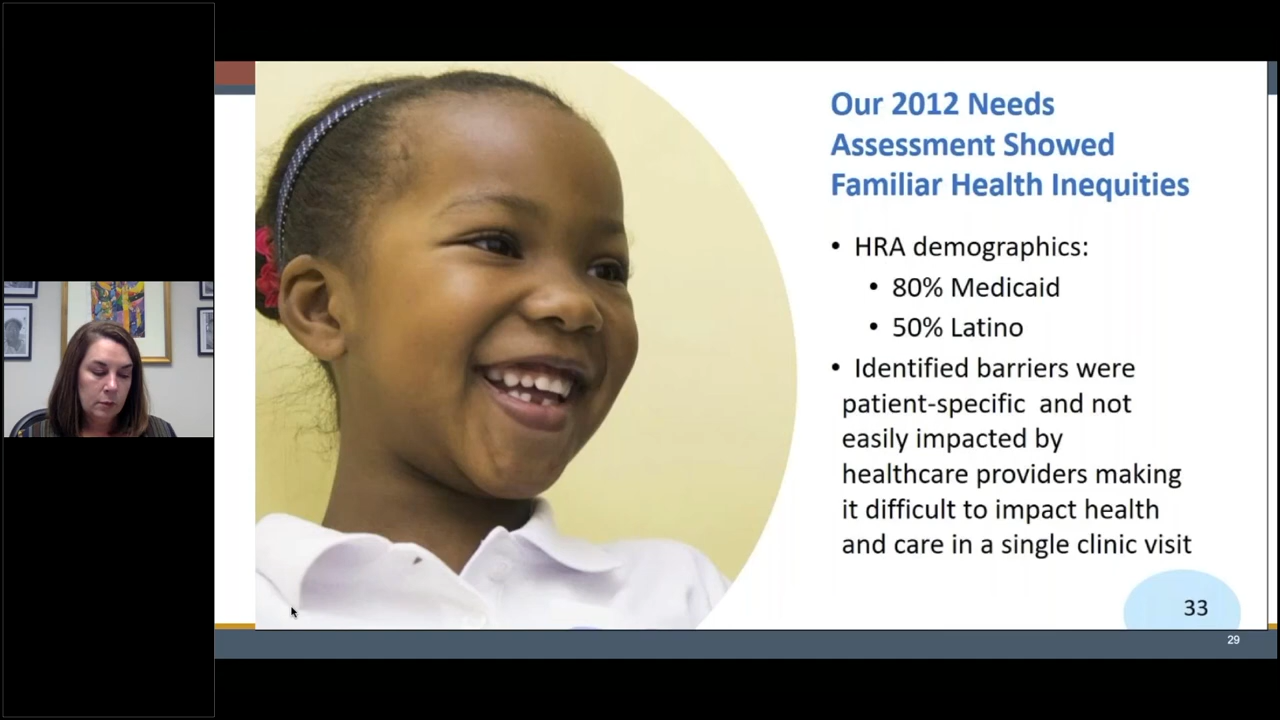 Our 2012 Needs
Assessment Showed
Familiar Health Inequities
• HRA demographics:
• 80% Medicaid
• 50% Latino
• Identified barriers were
patient-specific and not
easily impacted by
healthcare providers making
it difficult to impact health
and care in a single clinic visit
33
29